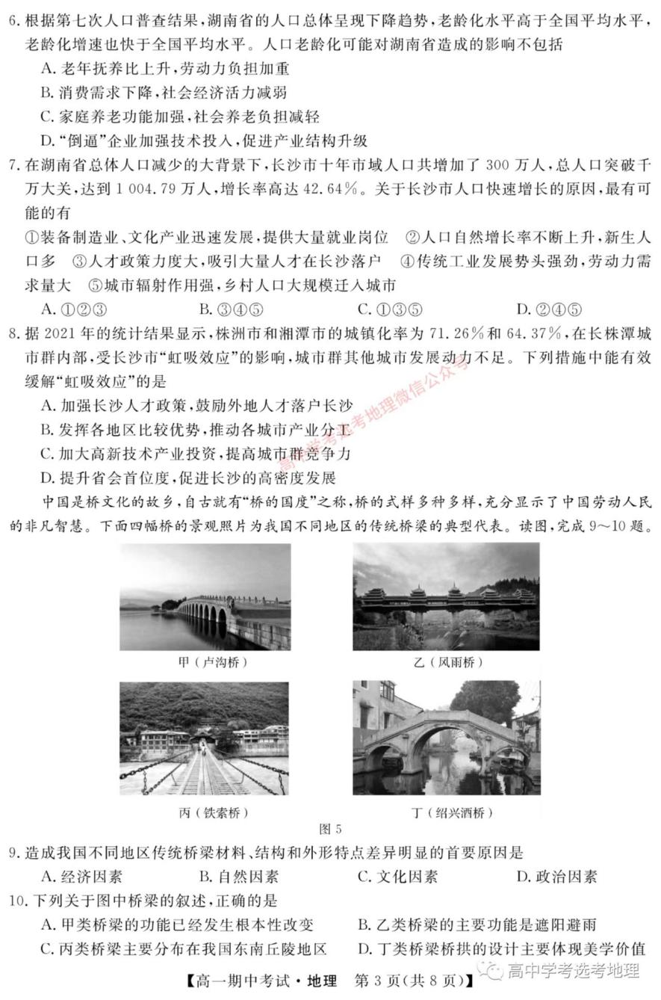 6. 根据第七次人口普查结果,湖南省的人口总体呈现下降趋势,老龄化水平高于全国平均水平,
老龄化增速也快于全国平均水平。人口老龄化可能对湖南省造成的影响不包括
A. 老年抚养比上升,劳动力负担加重
B. 消费需求下降,社会经济活力减弱
C. 家庭养老功能加强,社会养老负担减轻
D. “倒逼”企业加强技术投入,促进产业结构升级
7. 在湖南省总体人口减少的大背景下,长沙市十年市域人口共增加了 300 万人,总人口突破千
万大关,达到 1 004.79 万人,增长率高达 42.64%。关于长沙市人口快速增长的原因,最有可
能的有
①装备制造业、文化产业迅速发展,提供大量就业岗位 ②人口自然增长率不断上升,新生人
口多 ③人才政策力度大,吸引大量人才在长沙落户 ④传统工业发展势头强劲,劳动力需
求量大 ⑤城市辐射作用强,乡村人口大规模迁入城市
A. ①②③ B. ③④⑤ C. ①③⑤ D. ②④⑤
8. 据 2021 年的统计结果显示,株洲市和湘潭市的城镇化率为 71.26%和 64.37%,在长株潭城
市群内部,受长沙市“虹吸效应”的影响,城市群其他城市发展动力不足。下列措施中能有效
缓解“虹吸效应”的是
A. 加强长沙人才政策,鼓励外地人才落户长沙
B. 发挥各地区比较优势,推动各城市产业分工
C. 加大高新技术产业投资,提高城市群竞争力
D. 提升省会首位度,促进长沙的高密度发展
高中学考选考地理微信公众号
中国是桥文化的故乡,自古就有“桥的国度”之称,桥的式样多种多样,充分显示了中国劳动人民
的非凡智慧。下面四幅桥的景观照片为我国不同地区的传统桥梁的典型代表。读图,完成 9~10 题。
甲(卢沟桥) 乙(风雨桥)
丙(铁索桥) 丁(绍兴酒桥)
图 5
9. 造成我国不同地区传统桥梁材料、结构和外形特点差异明显的首要原因是
A. 经济因素 B. 自然因素 C. 文化因素 D. 政治因素
10. 下列关于图中桥梁的叙述,正确的是
A. 甲类桥梁的功能已经发生根本性改变 B. 乙类桥梁的主要功能是遮阳避雨
C. 丙类桥梁主要分布在我国东南丘陵地区 D. 丁类桥梁桥拱的设计主要体现美学价值
【高一期中考试·地理 第 3 页(共 8 页)】
高中学考选考地理